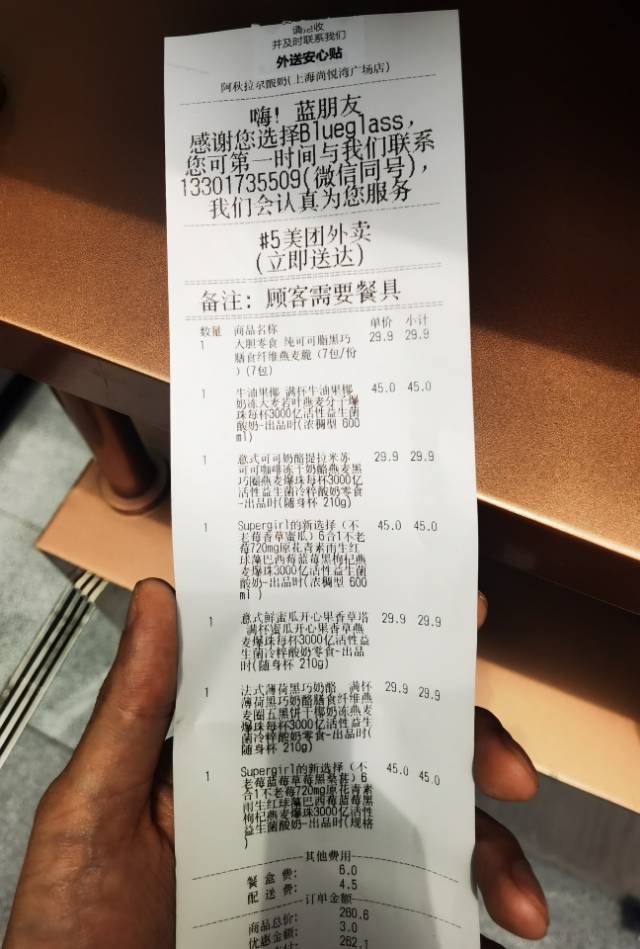 请 收
并及时联系我们
外送安心贴
阿秋拉尕酸奶(上海尚悦湾广场店)
嗨! 蓝朋友
感谢您选择Blueglass,
您可第一时间与我们联系
13301735509(微信同号),
我们会认真为您服务
#5美团外卖
(立即送达)
备注: 顾客需要餐具
数量 商品名称 单价 小计
1 大胆零食 纯可可脂黑巧 29.9 29.9
膳食纤维燕麦脆 (7包/份
)(7包)
1 牛油果椰 满杯牛油果椰 45.0 45.0
奶冻大麦若叶燕麦分子爆
珠每杯3000亿活性益生菌
酸奶-出品时(浓稠型 600
ml)
1 意式可可奶酪提拉米苏 29.9 29.9
可可咖啡冻干奶酪燕麦黑
巧圈燕麦爆珠每杯3000亿
活性益生菌冷粹酸奶零食
-出品时(随身杯 210g)
1 Supergirl的新选择 (不 45.0 45.0
老莓香草蜜瓜) 6合1不老
莓720mg原花青素雨生红
球藻巴西莓蓝莓黑枸杞燕
麦爆珠3000亿活性益生菌
酸奶-出品时(浓稠型 600
ml )
1 意式鲜蜜瓜开心果香草塔 29.9 29.9
满杯蜜瓜开心果香草燕
麦爆珠每杯3000亿活性益
生菌冷粹酸奶零食-出品
时(随身杯 210g)
1 法式薄荷黑巧奶酪 满杯 29.9 29.9
薄荷黑巧奶酪膳食纤维燕
麦圈五黑饼干椰奶冻燕麦
爆珠每杯3000亿活性益生
菌冷粹酸奶零食-出品时(
随身杯 210g)
1 Supergirl的新选择 (不 45.0 45.0
老莓蓝莓草莓黑桑葚) 6
合1不老莓720mg原花青素
雨生红球藻巴西莓蓝莓黑
枸杞燕麦爆珠3000亿活性
益生菌酸奶-出品时(规格
)
其他费用
餐盒费: 6.0
配送费: 4.5
订单金额
商品总价: 260.6
优惠金额: 3.0
262.1